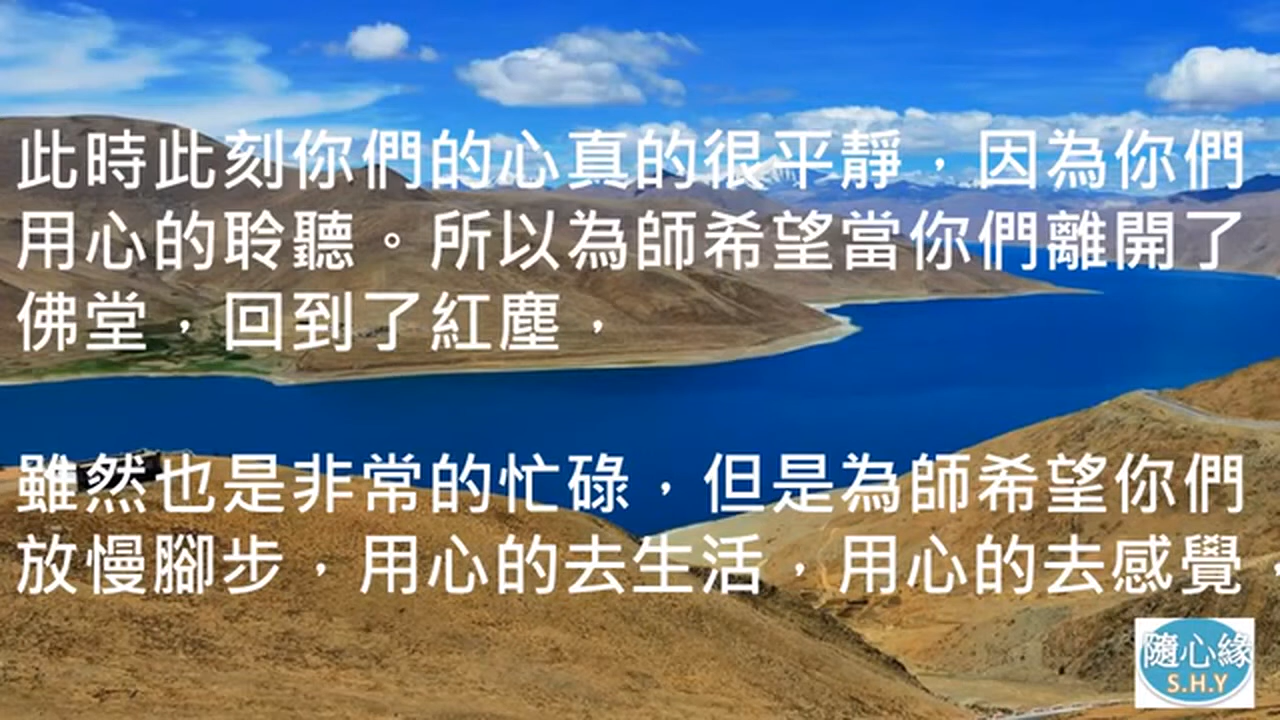 此時此刻你們的心真的很平靜，因為你們
用心的聆聽。所以為師希望當你們離開了
佛堂，回到了紅塵，
雖然也是非常的忙碌，但是為師希望你們
放慢腳步，用心的去生活，用心的去感覺，
隨心緣
S.H.Y